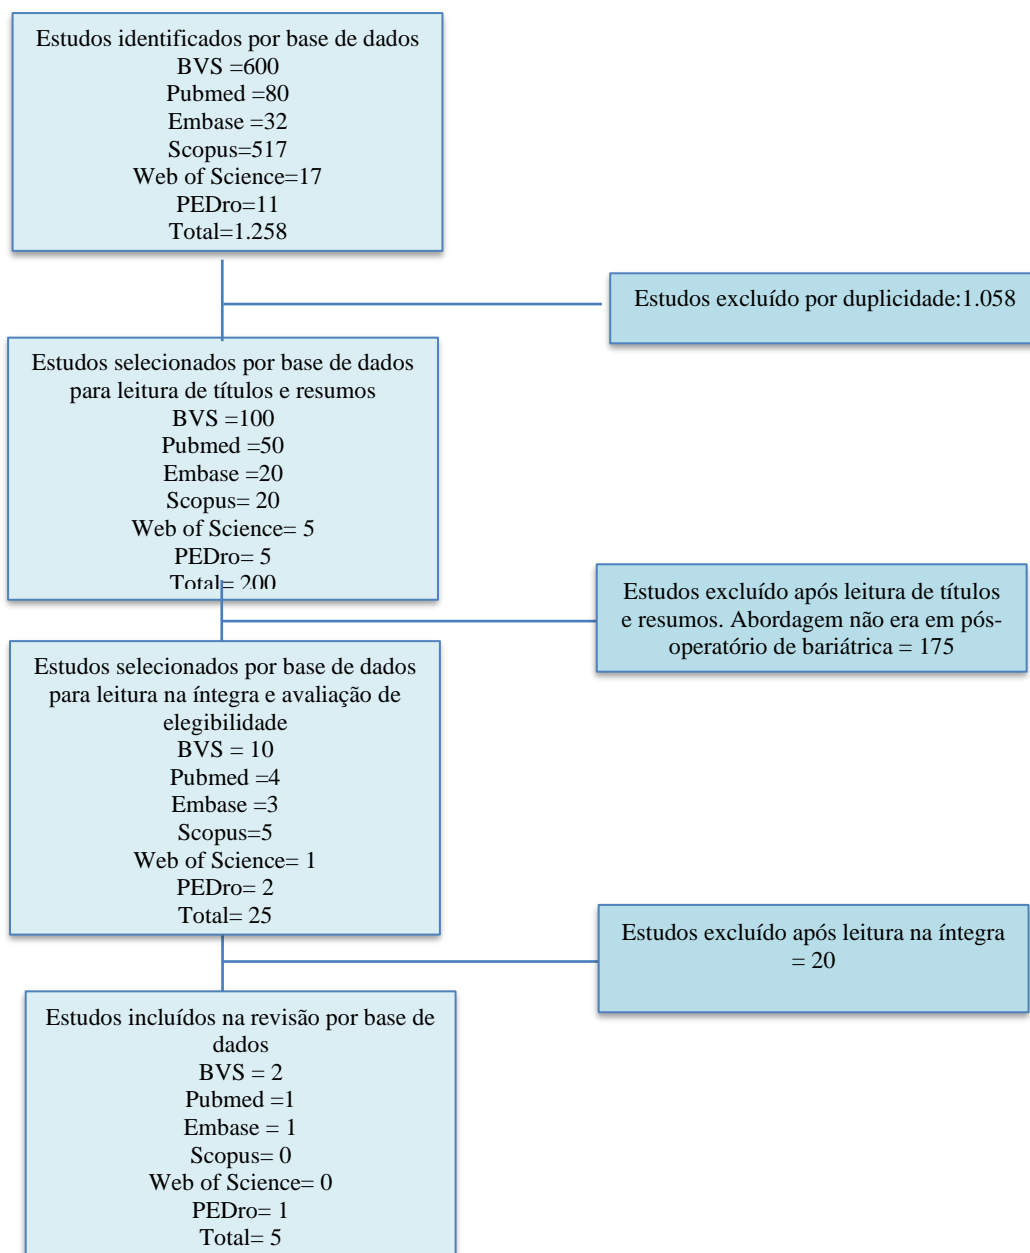 Estudos identificados por base de dados
BVS =600
Pubmed =80
Embase =32
Scopus=517
Web of Science=17
PEDro=11
Total=1.258
Estudos excluído por duplicidade:1.058
Estudos selecionados por base de dados
para leitura de títulos e resumos
BVS =100
Pubmed =50
Embase =20
Scopus= 20
Web of Science= 5
PEDro= 5
Total= 200
Estudos excluído após leitura de títulos
e resumos. Abordagem não era em pós-
operatório de bariátrica = 175
Estudos selecionados por base de dados
para leitura na íntegra e avaliação de
elegibilidade
BVS = 10
Pubmed =4
Embase =3
Scopus=5
Web of Science= 1
PEDro= 2
Total= 25
Estudos excluído após leitura na íntegra
= 20
Estudos incluídos na revisão por base de
dados
BVS = 2
Pubmed =1
Embase = 1
Scopus= 0
Web of Science= 0
PEDro= 1
Total= 5